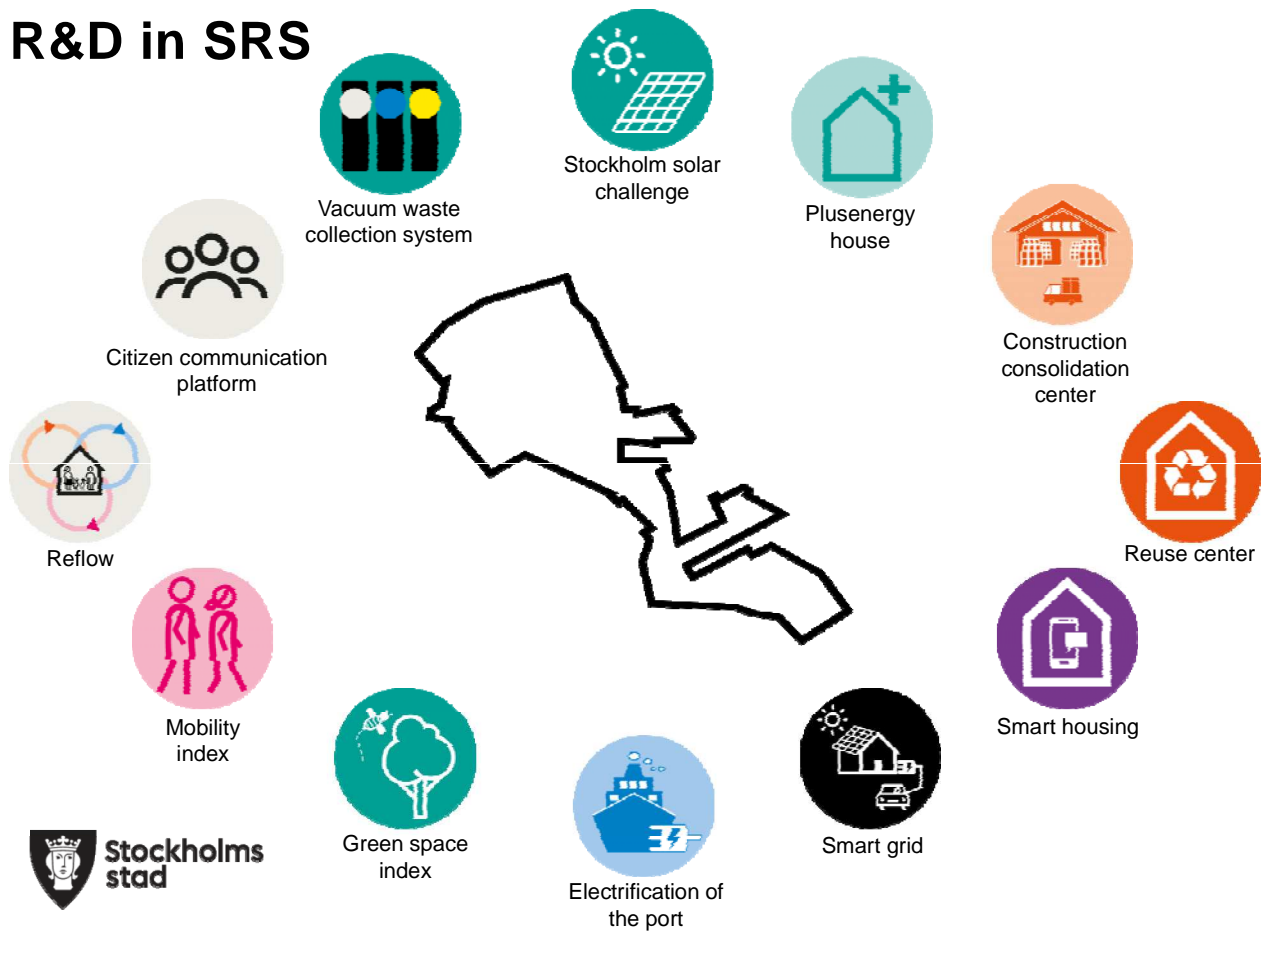 R&D in SRS
Stockholm solar
challenge
Vacuum waste
collection system
Plusenergy
house
Citizen communication
platform
Construction
consolidation
center
Reflow
Reuse center
Mobility
index
Smart housing
Green space
index
Smart grid
Electrification of
the port
Stockholms
stad